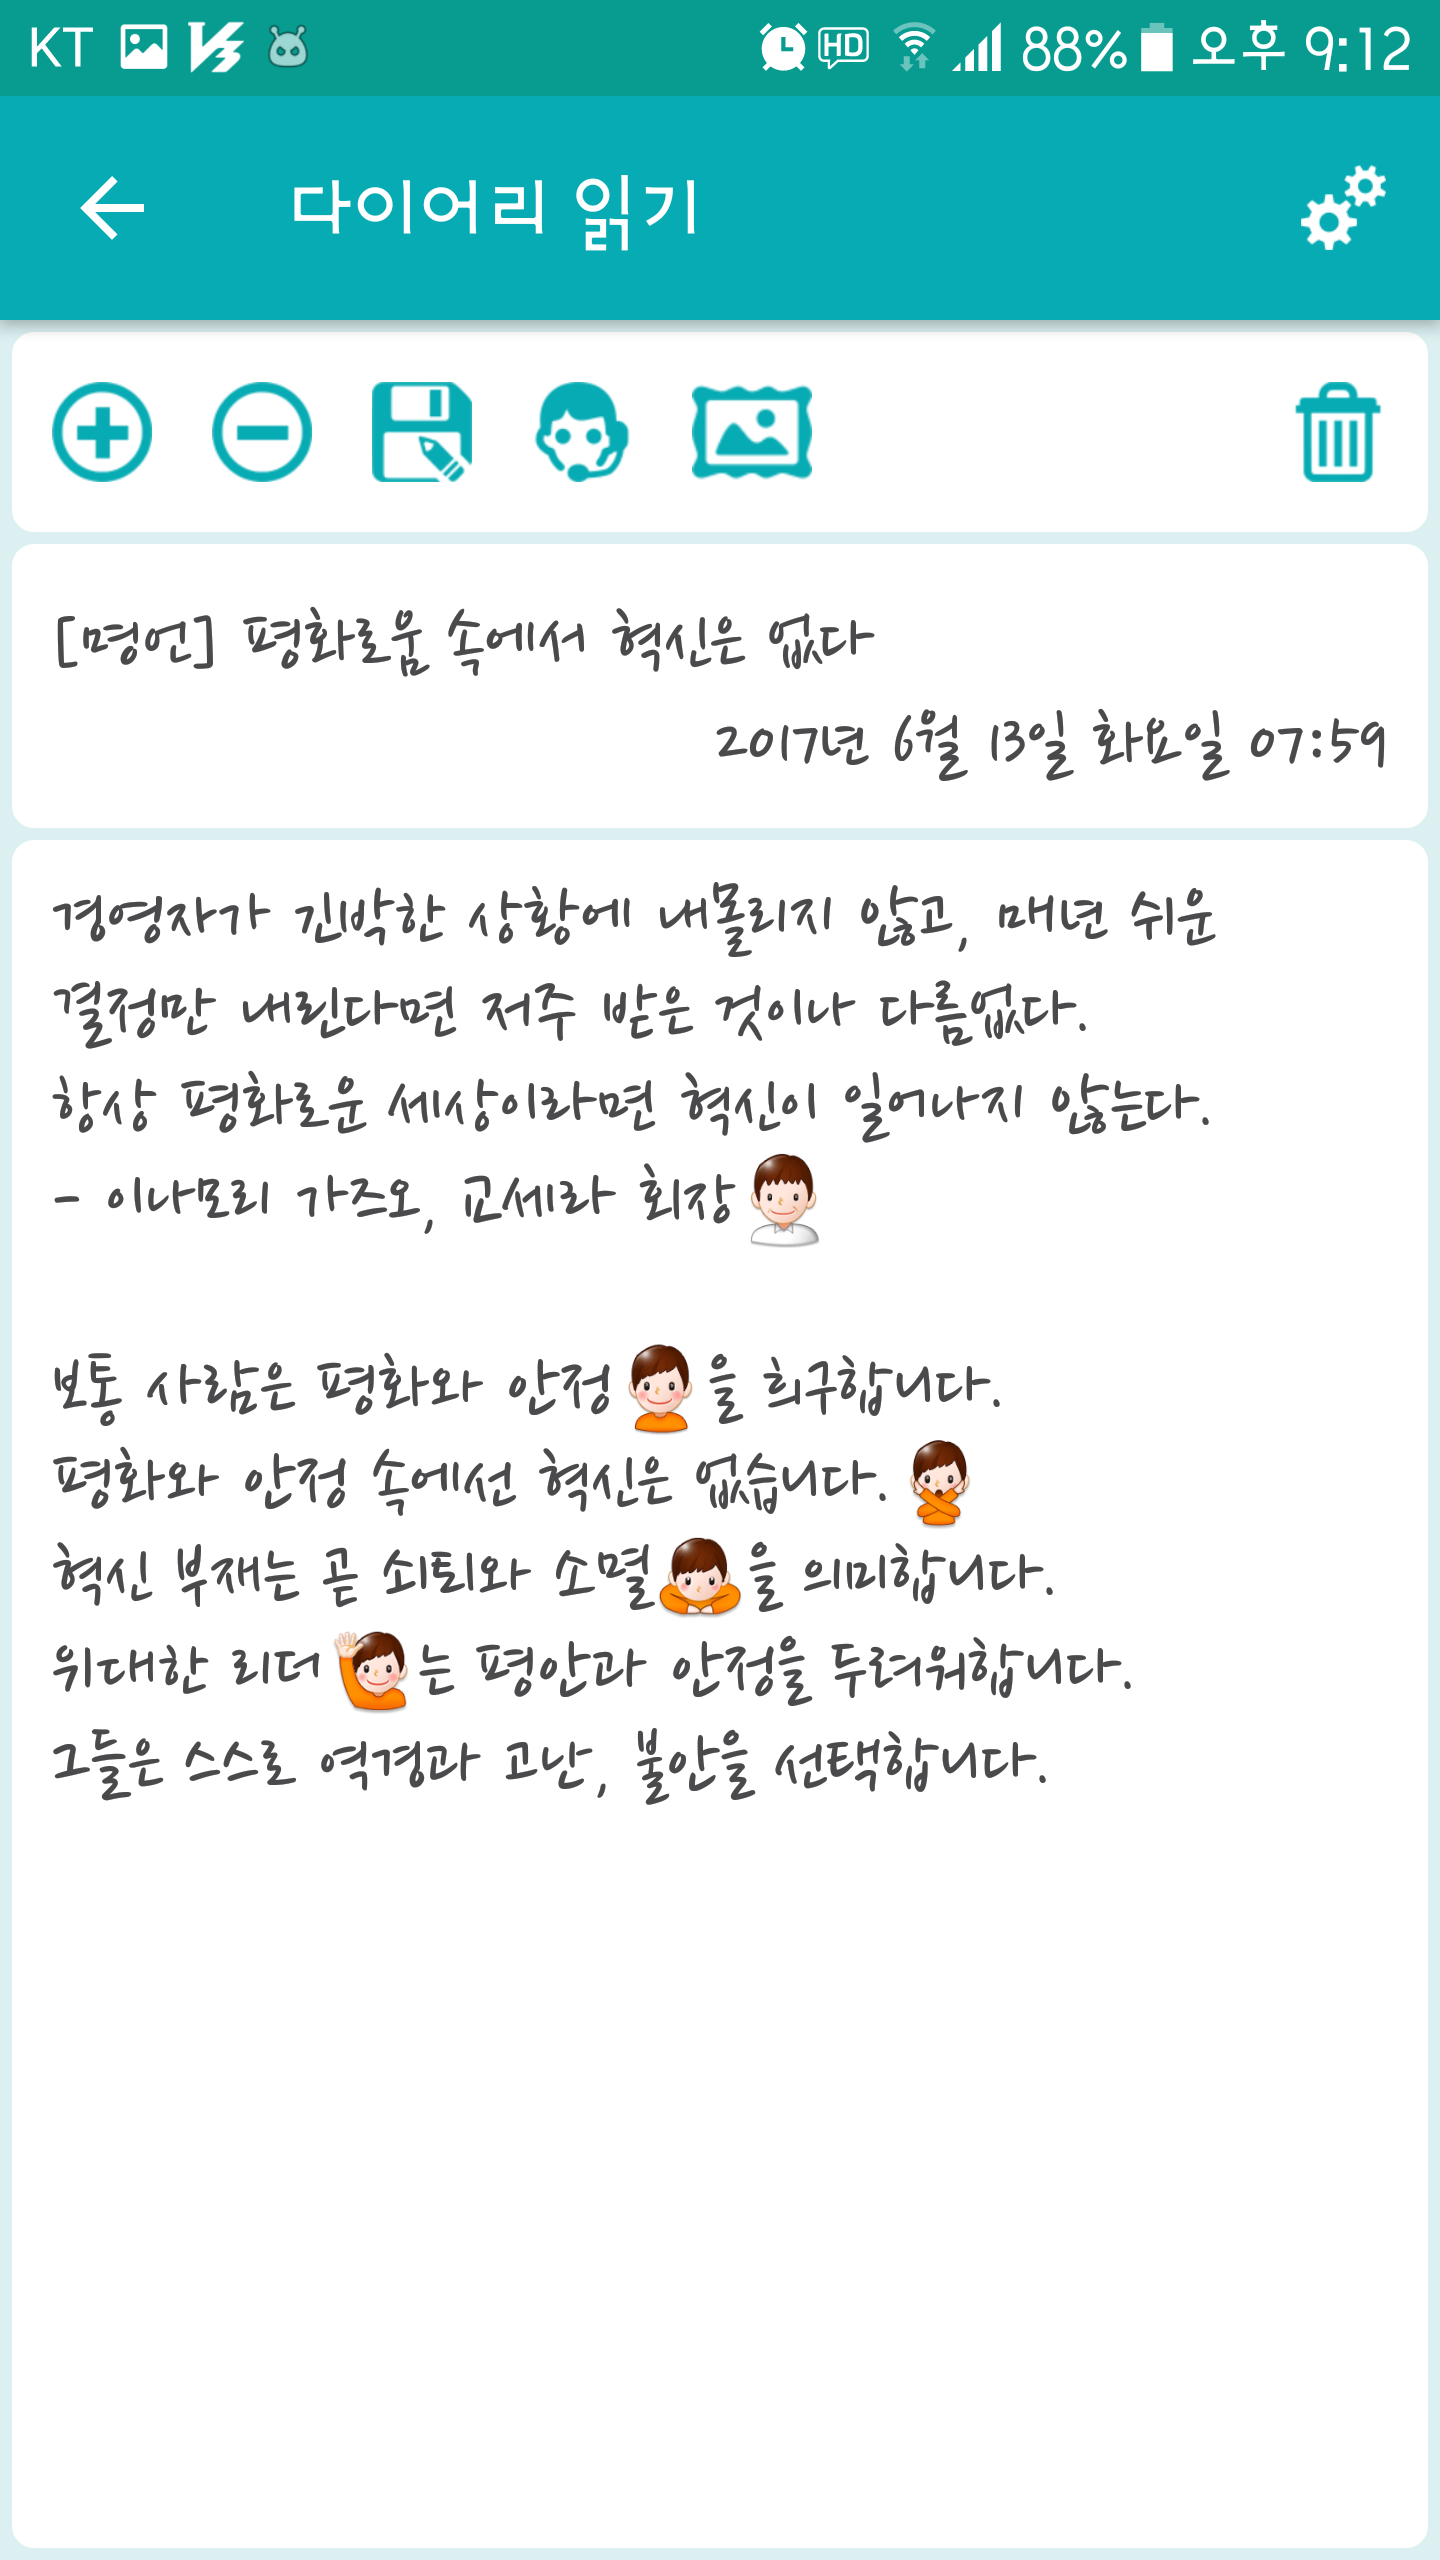 KT HD 88% 오후 9:12
다이어리 읽기
[명언] 평화로움 속에서 혁신은 없다
2017년 6월 13일 화요일 07:59
경영자가 긴박한 상황에 내몰리지 않고, 매년 쉬운
결정만 내린다면 저주 받은 것이나 다름없다.
항상 평화로운 세상이라면 혁신이 일어나지 않는다.
- 이나모리 가즈오, 교세라 회장
보통 사람은 평화와 안정을 희구합니다.
평화와 안정 속에선 혁신은 없습니다.
혁신 부재는 곧 쇠퇴와 소멸을 의미합니다.
위대한 리더는 평안과 안정을 두려워합니다.
그들은 스스로 역경과 고난, 불안을 선택합니다.